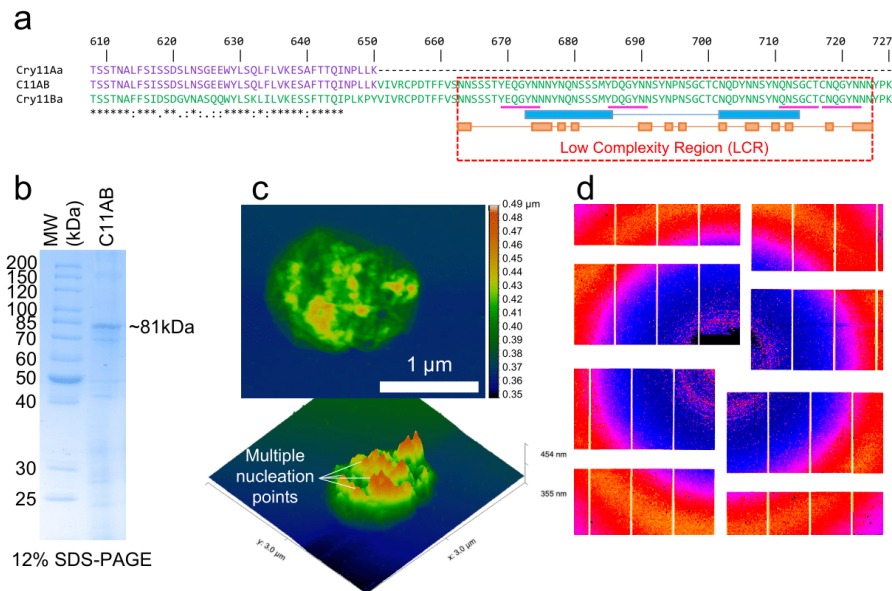 a
610 620 630 640 650 660 670 680 690 700 710 720 727
Cry11Aa TSSTNALFSISSDSLNSGEEWYLSQLFLVKESAFTTQINPLLK-----------------------------------------------------------------------------
C11AB TSSTNALFSISSDSLNSGEEWYLSQLFLVKESAFTTQINPLLKVIVRCPDTFFVSNNSSSTYEQGYNNNYNQNSSSMYDQGYNNSYNPNSGCTCNQDYNNSYNQNSGCTCNQGYNNNYPK
Cry11Ba TSSTNAFFSIDSDGVNASQQWYLSKLILVKESSFTTQIPLKPYVIVRCPDTFFVSNNSSSTYEQGYNNNYNQNSSSMYDQGYNNSYNPNSGCTCNQDYNNSYNQNSGCTCNQGYNNNYPK
Low Complexity Region (LCR)
b
MW (kDa)
C11AB
200
150
120
100
85
70
60
50
40
30
25
~81kDa
12% SDS-PAGE
c
0.49 µm
0.48
0.47
0.46
0.45
0.44
0.43
0.42
0.41
0.40
0.39
0.38
0.37
0.36
0.35
1 µm
Multiple
nucleation
points
454 nm
355 nm
y: 3.0 µm
x: 3.0 µm
d